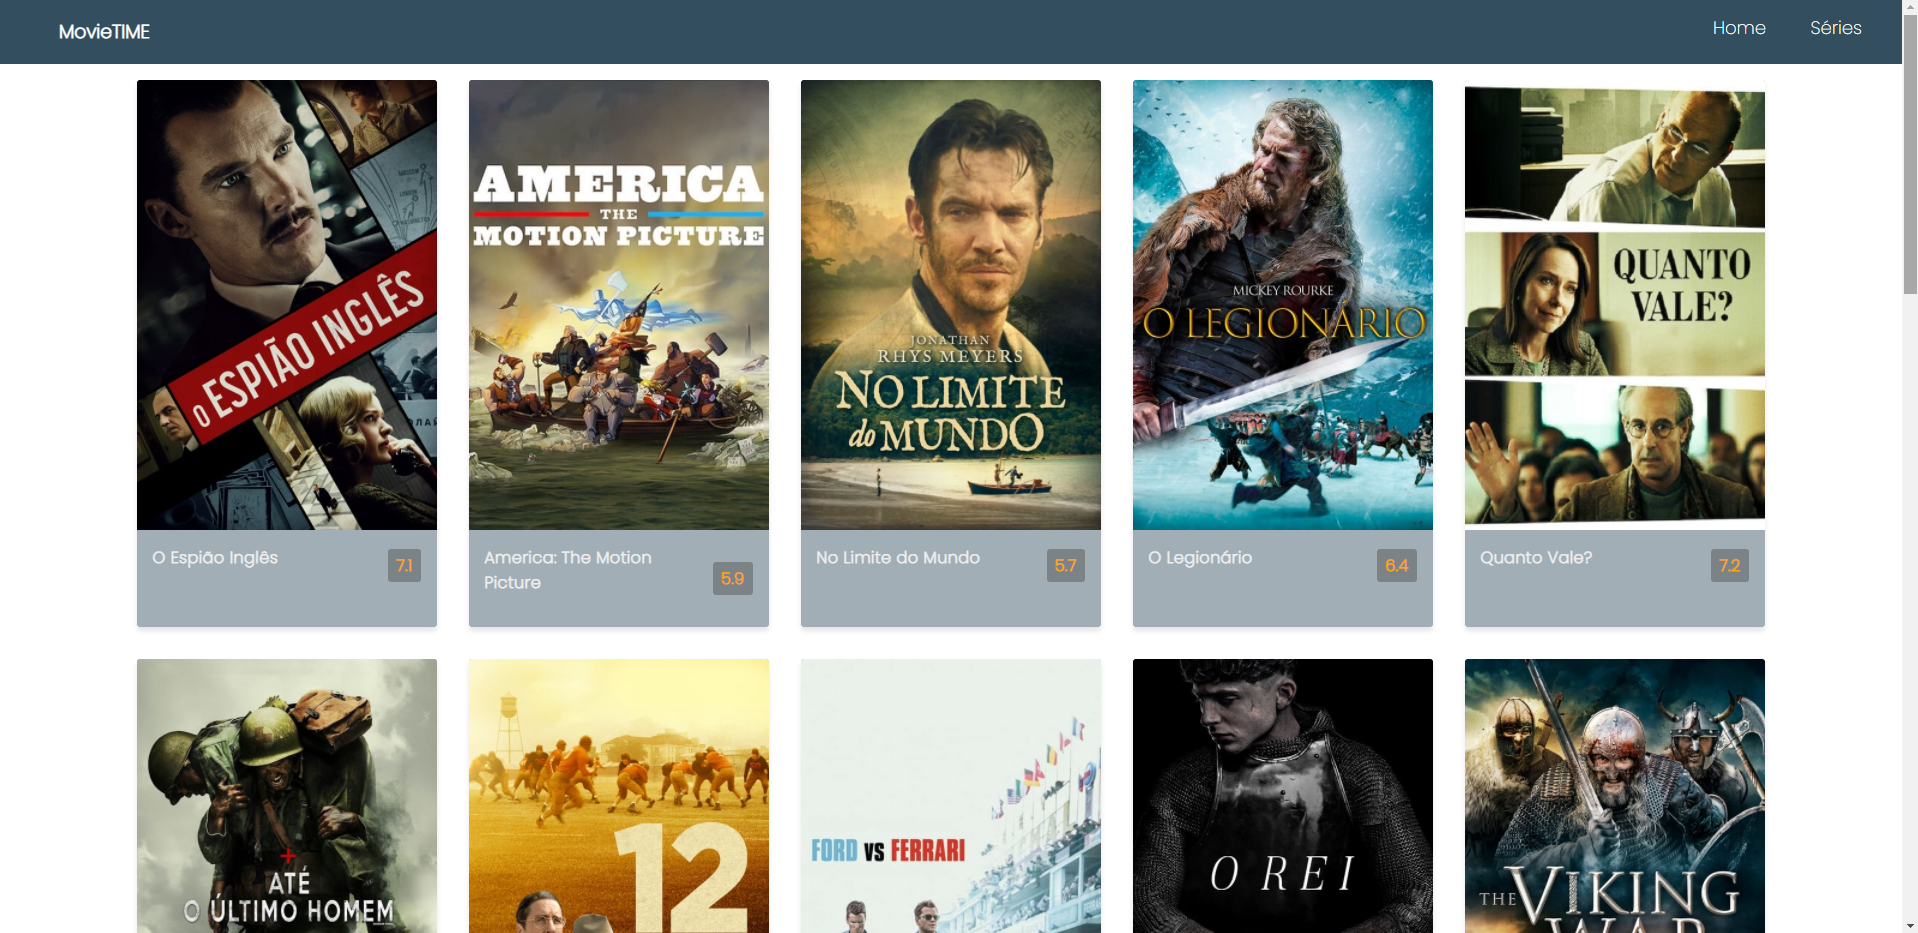 MovieTIME
Home
Séries
O ESPIÃO INGLÊS
AMERICA
THE
MOTION PICTURE
JONATHAN
RHYS MEYERS
NO LIMITE
do MUNDO
MICKEY ROURKE
O LEGIONÁRIO
QUANTO
VALE?
O Espião Inglês
7.1
America: The Motion
Picture
5.9
No Limite do Mundo
5.7
O Legionário
6.4
Quanto Vale?
7.2
ATÉ
O ÚLTIMO HOMEM
12
FORD VS FERRARI
O REI
THE VIKING
WAR